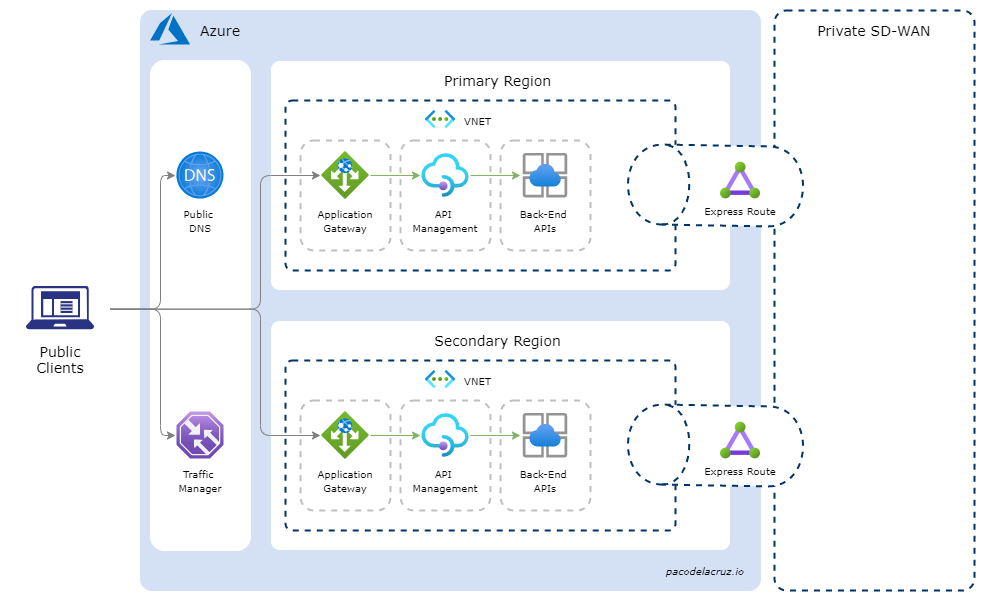 Azure
Private SD-WAN
Primary Region
VNET
DNS
Public
DNS
Application
Gateway
API
Management
Back-End
APIs
Express Route
Public
Clients
Secondary Region
VNET
Traffic
Manager
Application
Gateway
API
Management
Back-End
APIs
Express Route
pacodelacruz.io